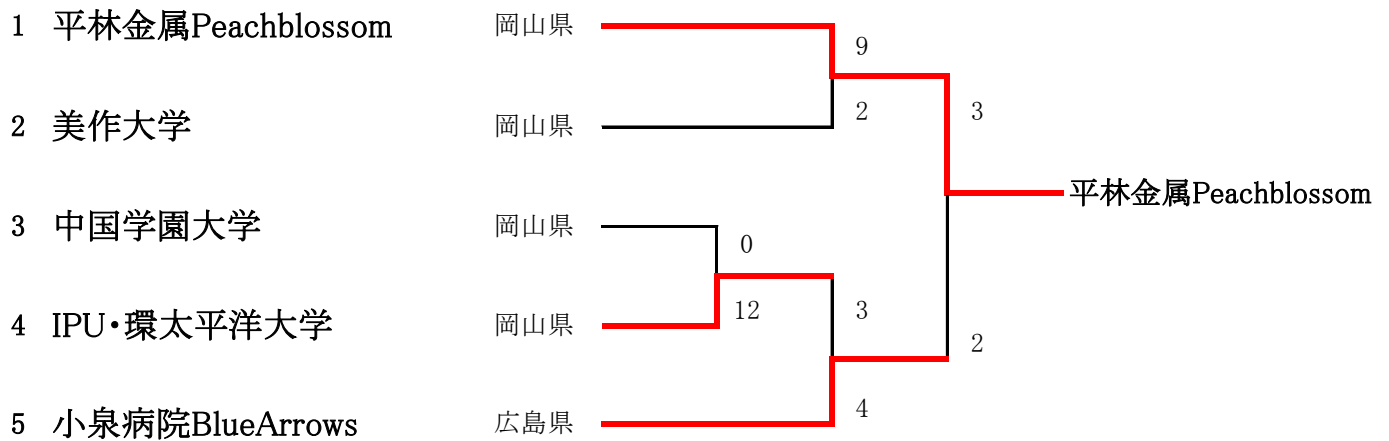 1 平林金属Peachblossom 岡山県
9
2 美作大学 岡山県
2
3
平林金属Peachblossom
3 中国学園大学 岡山県
0
4 IPU・環太平洋大学 岡山県
12
3
2
5 小泉病院BlueArrows 広島県
4